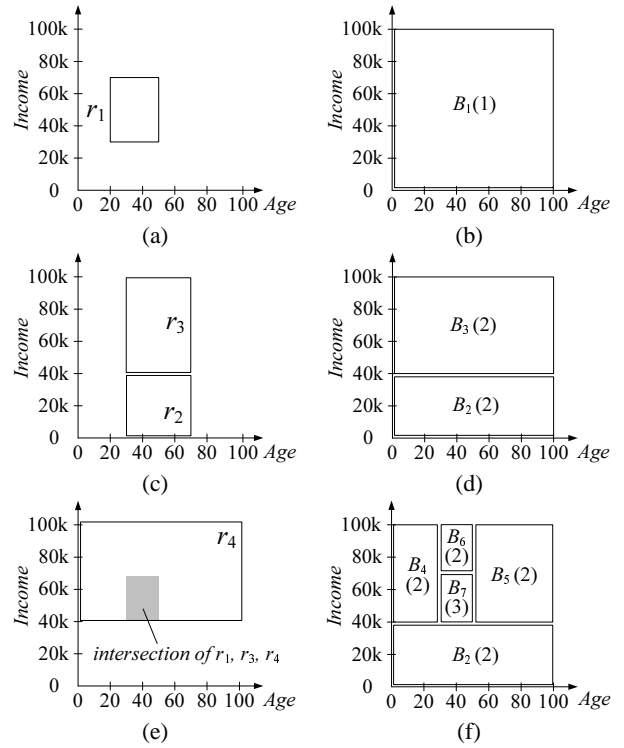 Income
100k
80k
60k
40k
20k
0
r1
0 20 40 60 80 100 Age
(a)
Income
100k
80k
60k
40k
20k
0
B1(1)
0 20 40 60 80 100 Age
(b)
Income
100k
80k
60k
40k
20k
0
r3
r2
0 20 40 60 80 100 Age
(c)
Income
100k
80k
60k
40k
20k
0
B3(2)
B2(2)
0 20 40 60 80 100 Age
(d)
Income
100k
80k
60k
40k
20k
0
r4
intersection of r1, r3, r4
0 20 40 60 80 100 Age
(e)
Income
100k
80k
60k
40k
20k
0
B4
(2)
B6
(2)
B7
(3)
B5(2)
B2(2)
0 20 40 60 80 100 Age
(f)